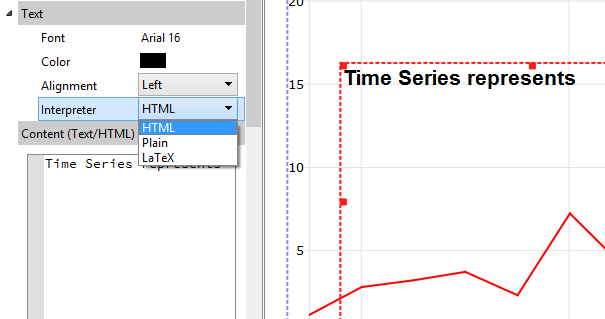 Text
Font Arial 16
Color
Alignment Left
Interpreter HTML
HTML
Content (Text/HTML)
Plain
LaTeX
Time Series represents
20
Time Series represents
15
10
5